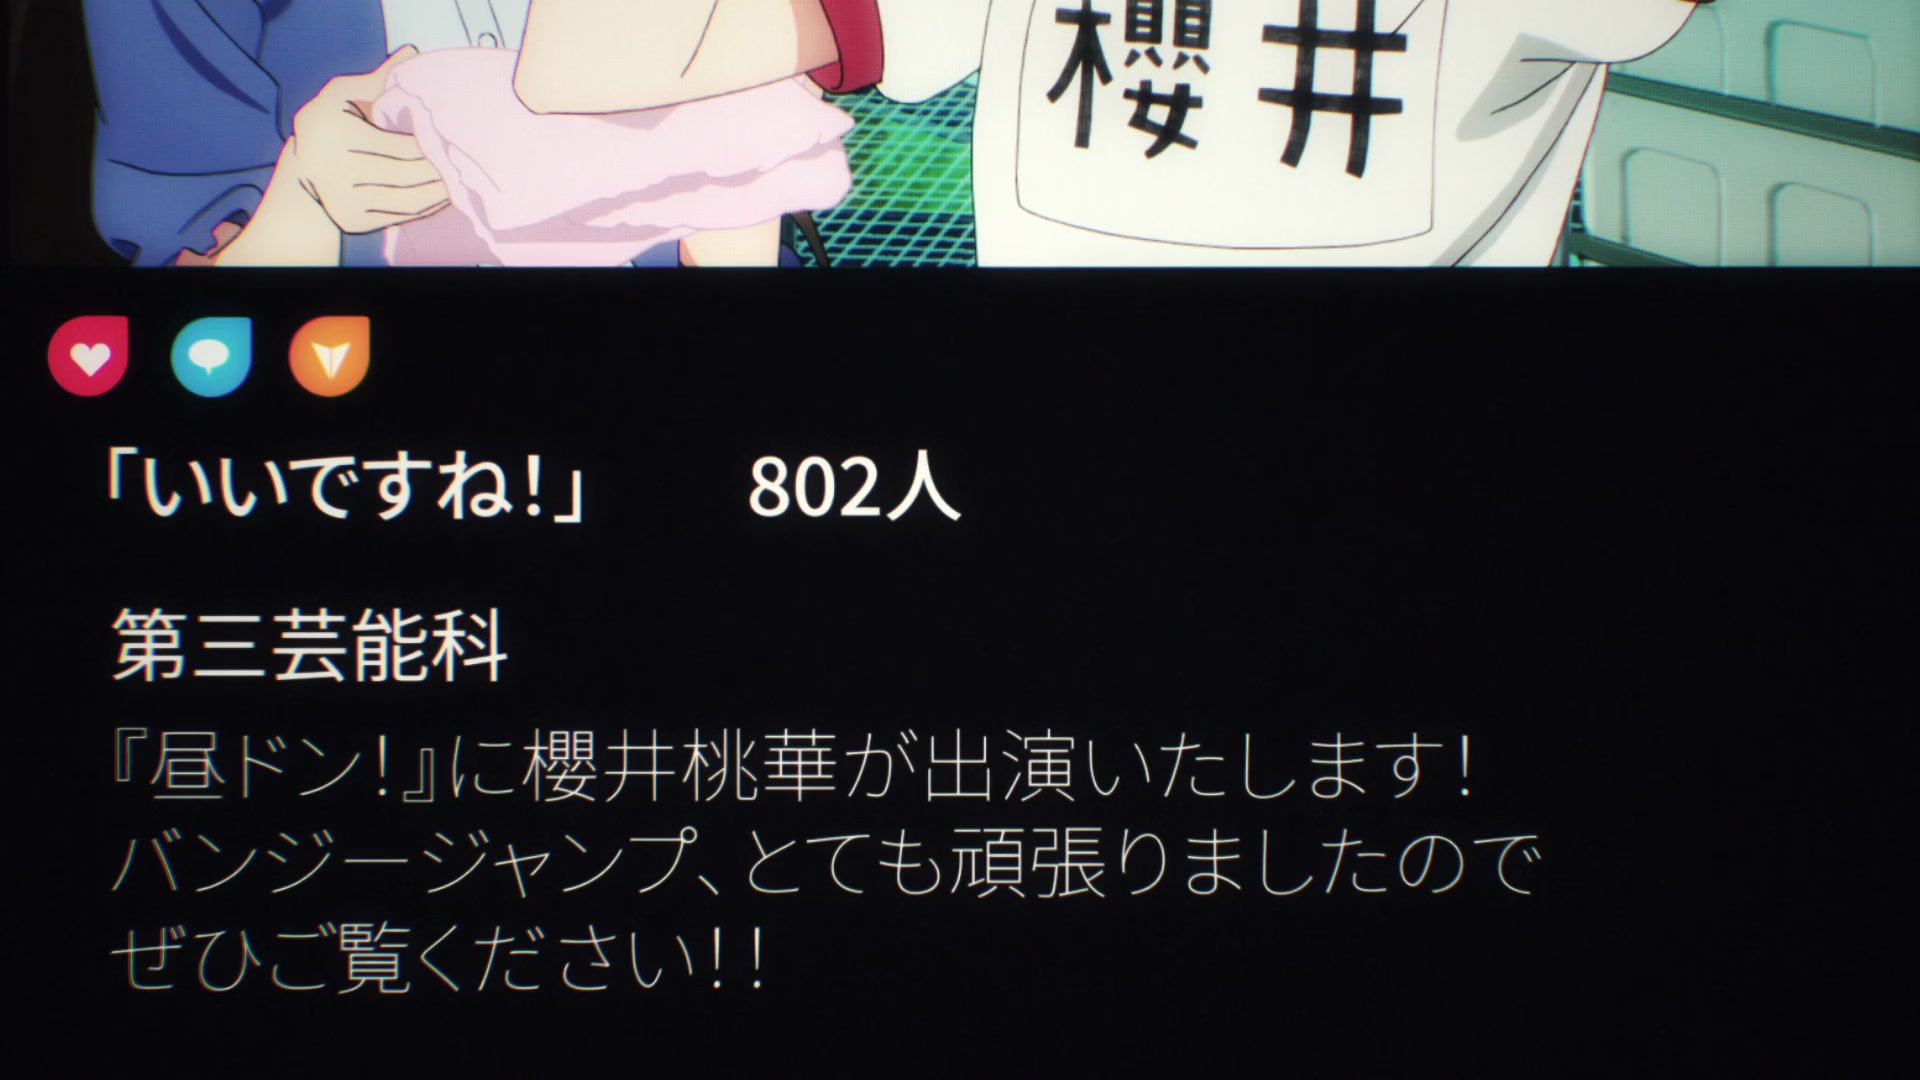 櫻井
「いいですね！」 802人
第三芸能科
『昼ドン！』に櫻井桃華が出演いたします！
バンジージャンプ、とても頑張りましたので
ぜひご覧ください！！